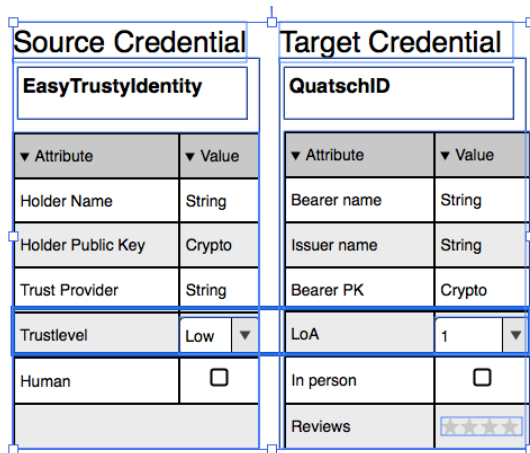 Source Credential Target Credential
EasyTrustyIdentity QuatschID
▼ Attribute ▼ Value ▼ Attribute ▼ Value
Holder Name String Bearer name String
Holder Public Key Crypto Issuer name String
Trust Provider String Bearer PK Crypto
Trustlevel Low ▼ LoA 1 ▼
Human In person
Reviews